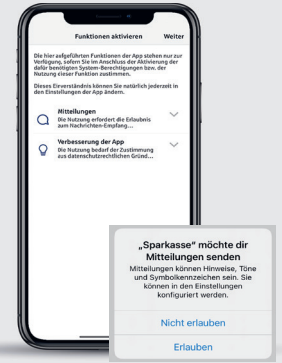 Funktionen aktivieren
Weiter
Die hier aufgeführten Funktionen der App stehen nur zur
Verfügung, sofern Sie im Anschluss der Aktivierung der
dafür benötigten System-Berechtigungen bzw. der
Nutzung dieser Funktion zustimmen.
Dieses Einverständnis können Sie natürlich jederzeit in
den Einstellungen der App ändern.
Mitteilungen
Die Nutzung erfordert die Erlaubnis
zum Nachrichten-Empfang...
Verbesserung der App
Die Nutzung bedarf der Zustimmung
aus datenschutzrechtlichen Gründ...
„Sparkasse" möchte dir
Mitteilungen senden
Mitteilungen können Hinweise, Töne
und Symbolkennzeichen sein. Sie
können in den Einstellungen
konfiguriert werden.
Nicht erlauben
Erlauben